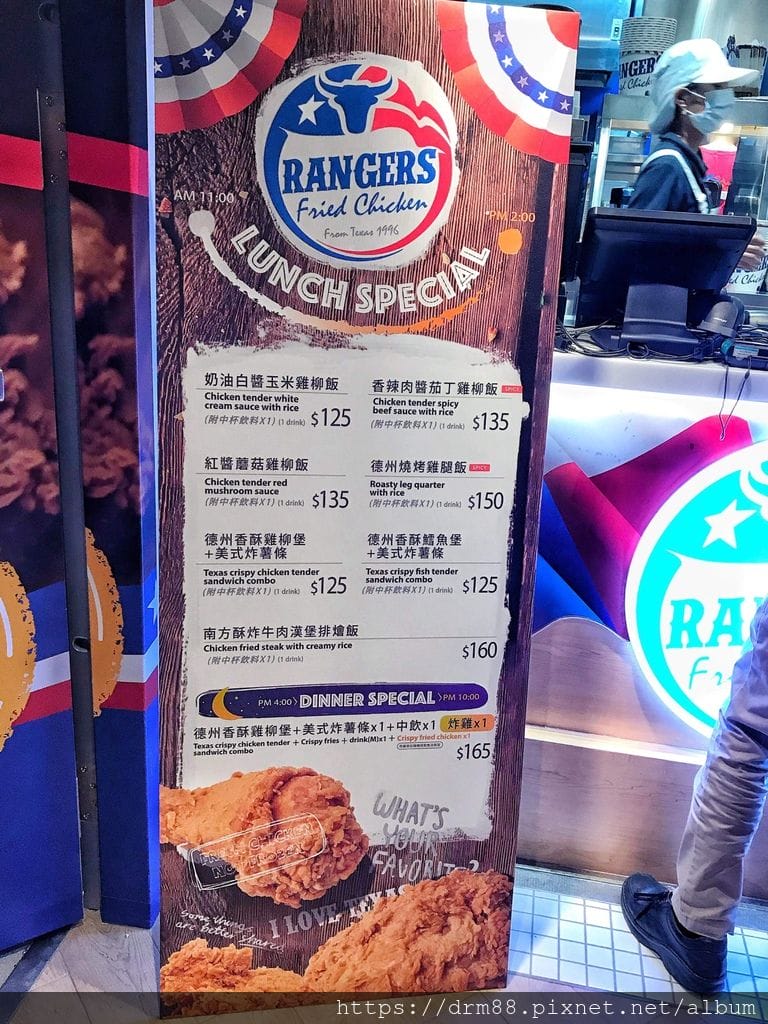 RANGERS
Fried Chicken
From Texas 1996
AM 11:00
PM 2:00
LUNCH SPECIAL
奶油白醬玉米雞柳飯
Chicken tender white
cream sauce with rice
(附中杯飲料X1) (1 drink) $125
香辣肉醬茄丁雞柳飯 SPICY
Chicken tender spicy
beef sauce with rice
(附中杯飲料X1) (1 drink) $135
紅醬蘑菇雞柳飯
Chicken tender red
mushroom sauce
(附中杯飲料X1) (1 drink) $135
德州燒烤雞腿飯 SPICY
Roasty leg quarter
with rice
(附中杯飲料X1) (1 drink) $150
德州香酥雞柳堡
+美式炸薯條
Texas crispy chicken tender
sandwich combo
(附中杯飲料X1) (1 drink) $125
德州香酥鱈魚堡
+美式炸薯條
Texas crispy fish tender
sandwich combo
(附中杯飲料X1) (1 drink) $125
南方酥炸牛肉漢堡排燴飯
Chicken fried steak with creamy rice
(附中杯飲料X1) (1 drink) $160
PM 4:00 DINNER SPECIAL PM 10:00
德州香酥雞柳堡+美式炸薯條x1+中飲x1 炸雞x1
Texas crispy chicken tender + Crispy fries + drink(M)x1 + Crispy fried chicken x1
sandwich combo
$165
WHAT'S
YOUR
FAVORITE?
FRESH CHICKEN
NOT FROZEN
I LOVE TEXAS
Some things
are better shared
NGERS
d Chick
RA
Fr
https://drm88.pixnet.net/album